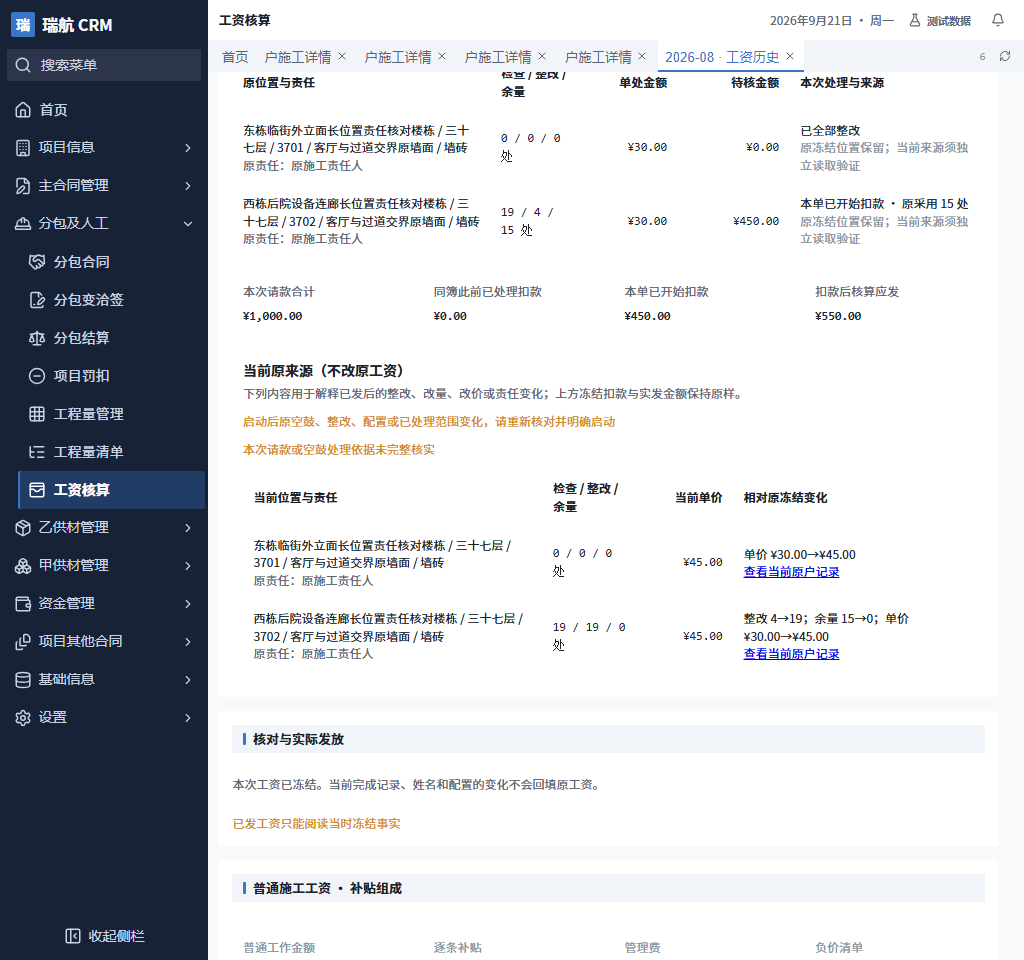 瑞 瑞航 CRM
搜索菜单
首页
项目信息
主合同管理
分包及人工
分包合同
分包变洽签
分包结算
项目罚扣
工程量管理
工程量清单
工资核算
乙供材管理
甲供材管理
资金管理
项目其他合同
基础信息
设置
收起侧栏
工资核算
2026年9月21日 · 周一 测试数据
首页 户施工详情 户施工详情 户施工详情 户施工详情 2026-08 · 工资历史 6
原位置与责任 检查 / 整改 / 余量 单处金额 待核金额 本次处理与来源
东栋临街外立面长位置责任核对楼栋 / 三十
七层 / 3701 / 客厅与过道交界原墙面 / 墙砖
原责任：原施工责任人
0 / 0 / 0
处
¥30.00
¥0.00
已全部整改
原冻结位置保留；当前来源须独
立读取验证
西栋后院设备连廊长位置责任核对楼栋 / 三
十七层 / 3702 / 客厅与过道交界原墙面 / 墙砖
原责任：原施工责任人
19 / 4 /
15 处
¥30.00
¥450.00
本单已开始扣款 · 原采用 15 处
原冻结位置保留；当前来源须独
立读取验证
本次请款合计 同簿此前已处理扣款 本单已开始扣款 扣款后核算应发
¥1,000.00 ¥0.00 ¥450.00 ¥550.00
当前原来源（不改原工资）
下列内容用于解释已发后的整改、改量、改价或责任变化；上方冻结扣款与实发金额保持原样。
启动后原空鼓、整改、配置或已处理范围变化，请重新核对并明确启动
本次请款或空鼓处理依据未完整核实
当前位置与责任 检查 / 整改 / 余量 当前单价 相对原冻结变化
东栋临街外立面长位置责任核对楼栋 / 三十七层 /
3701 / 客厅与过道交界原墙面 / 墙砖
原责任：原施工责任人
0 / 0 / 0
处
¥45.00
单价 ¥30.00→¥45.00
查看当前原户记录
西栋后院设备连廊长位置责任核对楼栋 / 三十七层 /
3702 / 客厅与过道交界原墙面 / 墙砖
原责任：原施工责任人
19 / 19 / 0
处
¥45.00
整改 4→19；余量 15→0；单价
¥30.00→¥45.00
查看当前原户记录
核对与实际发放
本次工资已冻结。当前完成记录、姓名和配置的变化不会回填原工资。
已发工资只能阅读当时冻结事实
普通施工工资 · 补贴组成
普通工作金额 逐条补贴 管理费 负价清单